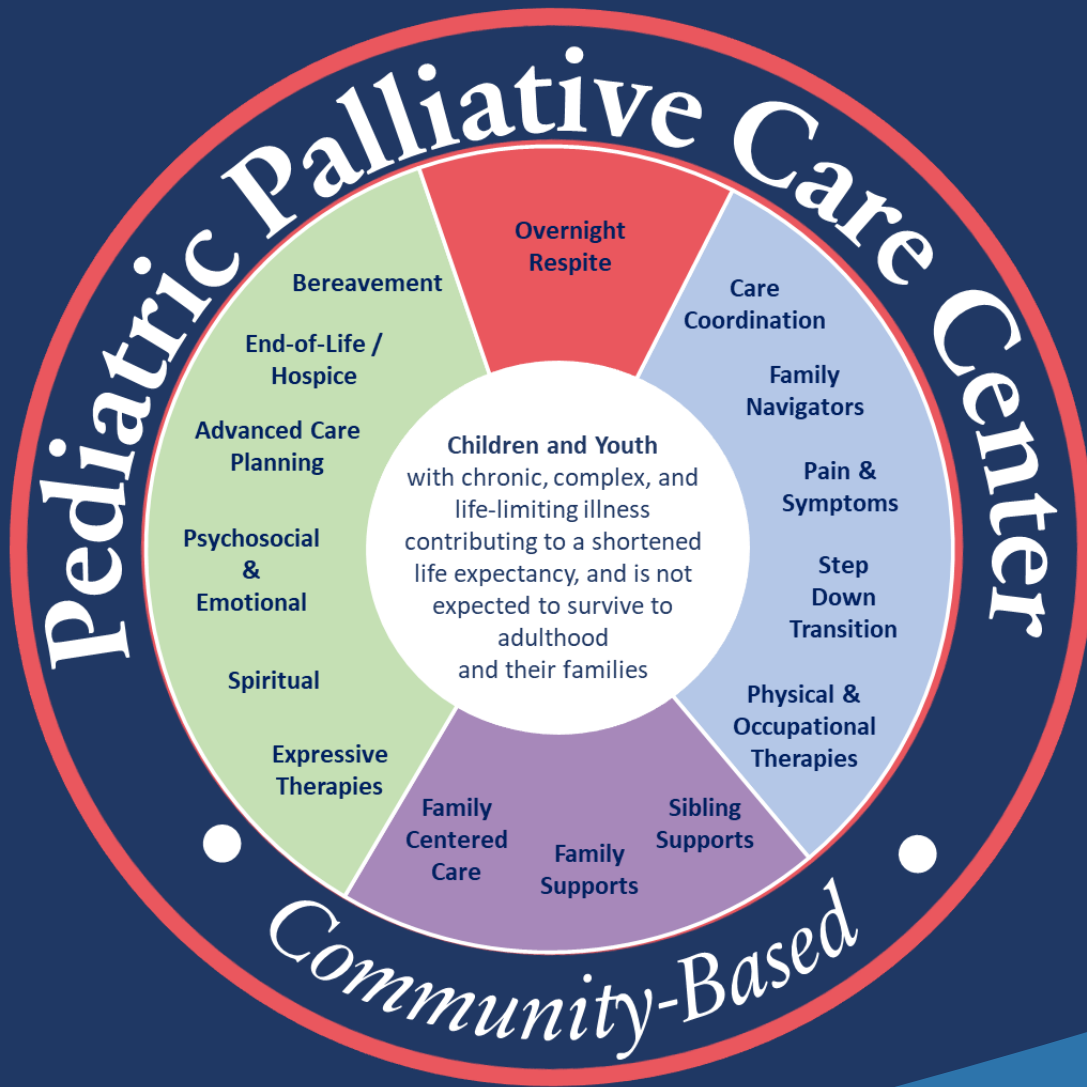 Pediatric Palliative Care Center
Overnight
Respite
Care
Coordination
Family
Navigators
Pain &
Symptoms
Step
Down
Transition
Physical &
Occupational
Therapies
Sibling
Supports
Family
Supports
Family
Centered
Care
Bereavement
End-of-Life /
Hospice
Advanced Care
Planning
Psychosocial
&
Emotional
Spiritual
Expressive
Therapies
Children and Youth
with chronic, complex, and
life-limiting illness
contributing to a shortened
life expectancy, and is not
expected to survive to
adulthood
and their families
Community-Based